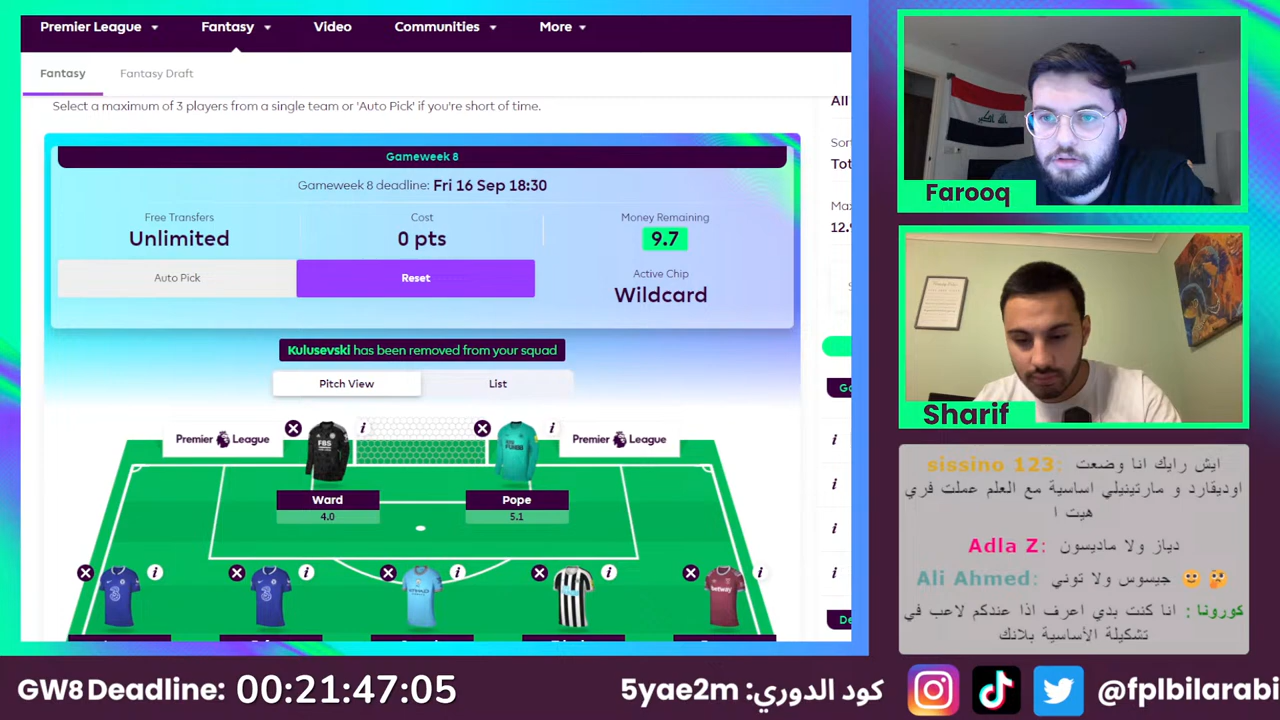 Premier League
Fantasy
Video
Communities
More
Fantasy
Fantasy Draft
Select a maximum of 3 players from a single team or 'Auto Pick' if you're short of time.
All
Gameweek 8
Gameweek 8 deadline: Fri 16 Sep 18:30
Free Transfers
Unlimited
Cost
0 pts
Money Remaining
9.7
Auto Pick
Reset
Active Chip
Wildcard
Kulusevski has been removed from your squad
Pitch View
List
Premier League
Premier League
FBS
Ward
4.0
Pope
5.1
3
3
betway
Farooq
Sharif
sissino 123: ايش رايك انا وضعت
اوديقارد و مارتينيلي اساسية مع العلم عملت فري
هيت ا
Adla Z: دياز ولا ماديسون
Ali Ahmed: جيسوس ولا توني
كورونا : انا كنت بدي اعرف اذا عندكم لاعب في
تشكيلة الأساسية بلانك
GW8 Deadline: 00:21:47:05
كود الدوري: 5yae2m
@fplbilarabi